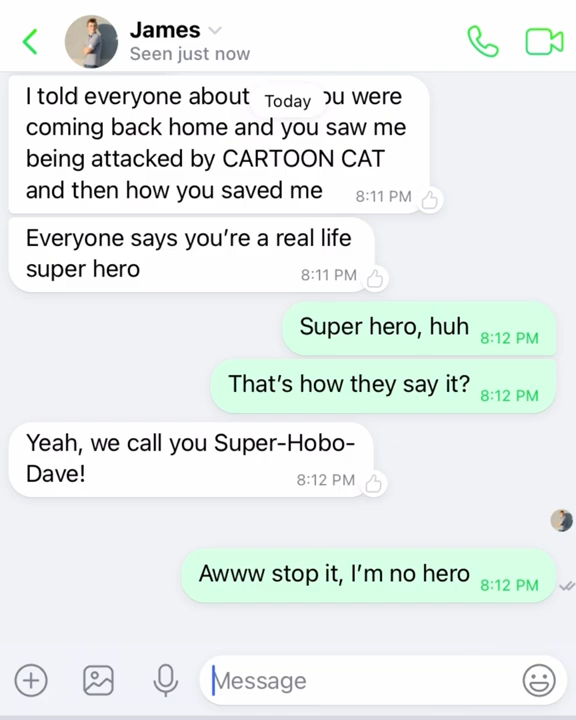 James
Seen just now
I told everyone about
Today
ou were
coming back home and you saw me
being attacked by CARTOON CAT
and then how you saved me
8:11 PM
Everyone says you’re a real life
super hero
8:11 PM
Super hero, huh
8:12 PM
That’s how they say it?
8:12 PM
Yeah, we call you Super-Hobo-
Dave!
8:12 PM
Awww stop it, I’m no hero
8:12 PM
Message